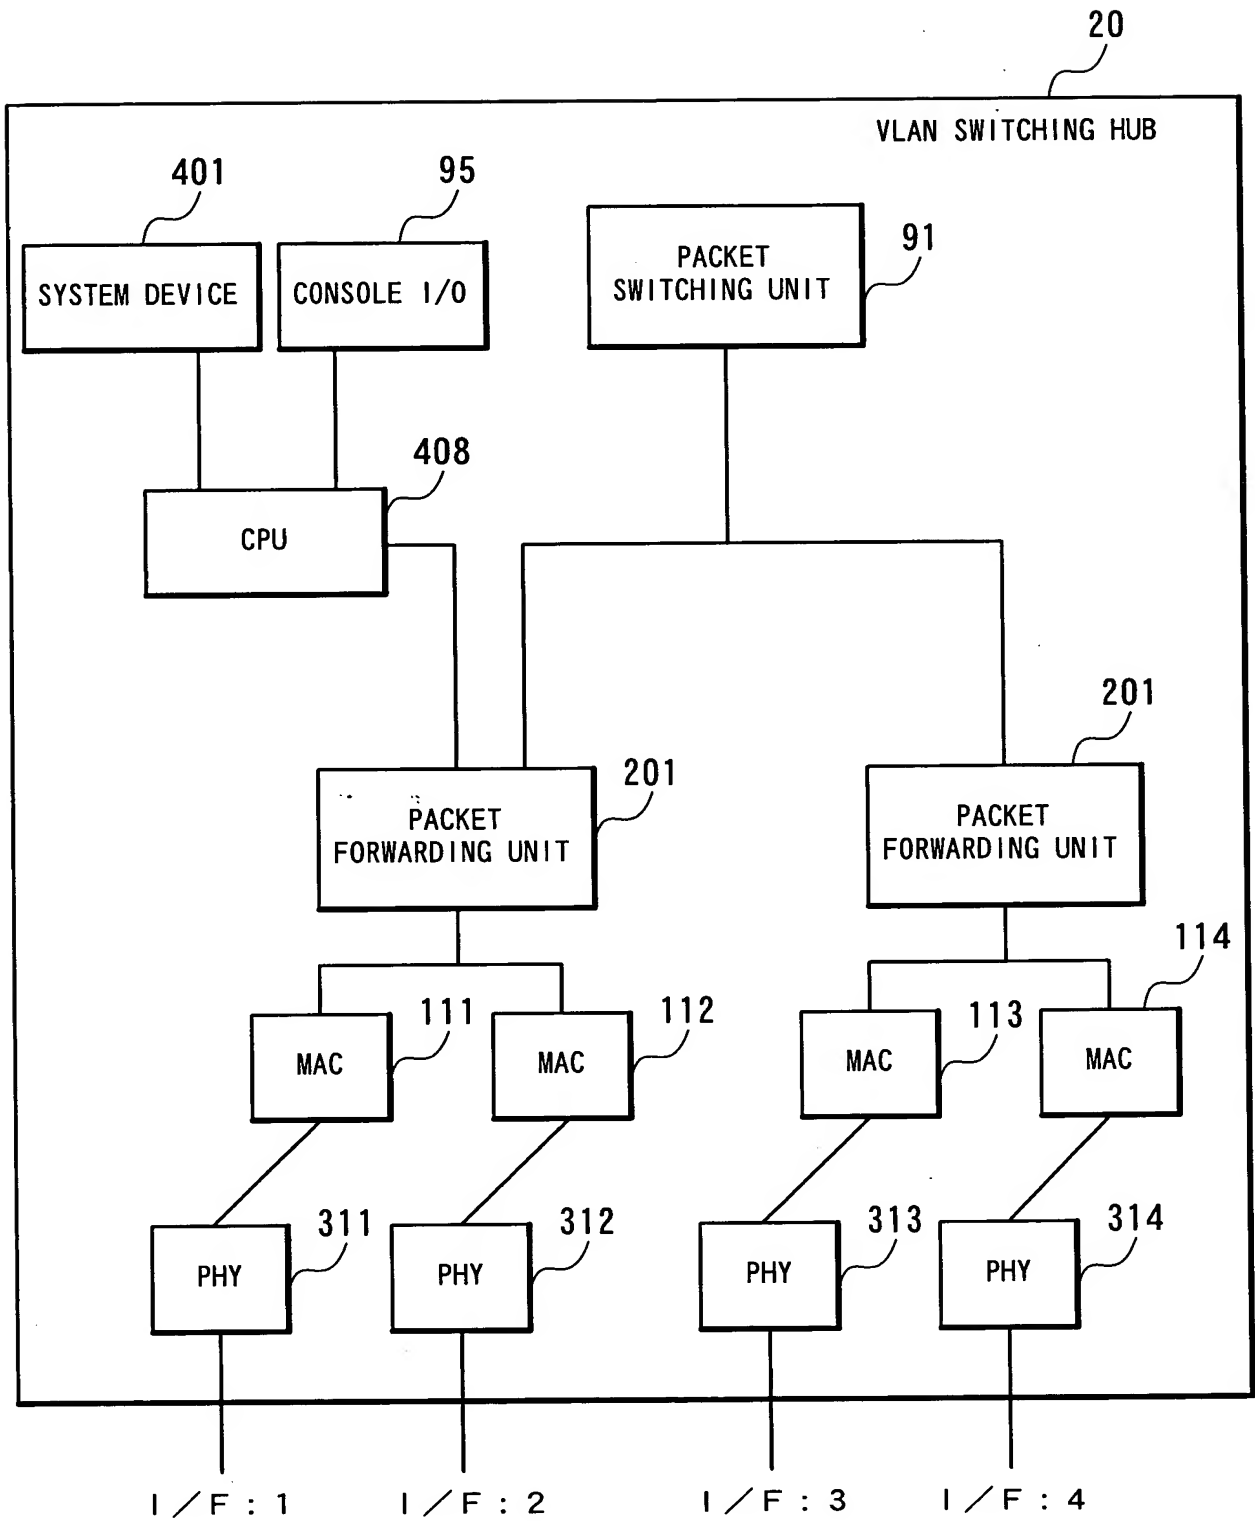 20
VLAN SWITCHING HUB
401
95
SYSTEM DEVICE
CONSOLE I/O
PACKET
SWITCHING UNIT
91
408
CPU
201
PACKET
FORWARDING UNIT
201
PACKET
FORWARDING UNIT
111
112
113
114
MAC
MAC
MAC
MAC
311
312
313
314
PHY
PHY
PHY
PHY
I/F:1
I/F:2
I/F:3
I/F:4